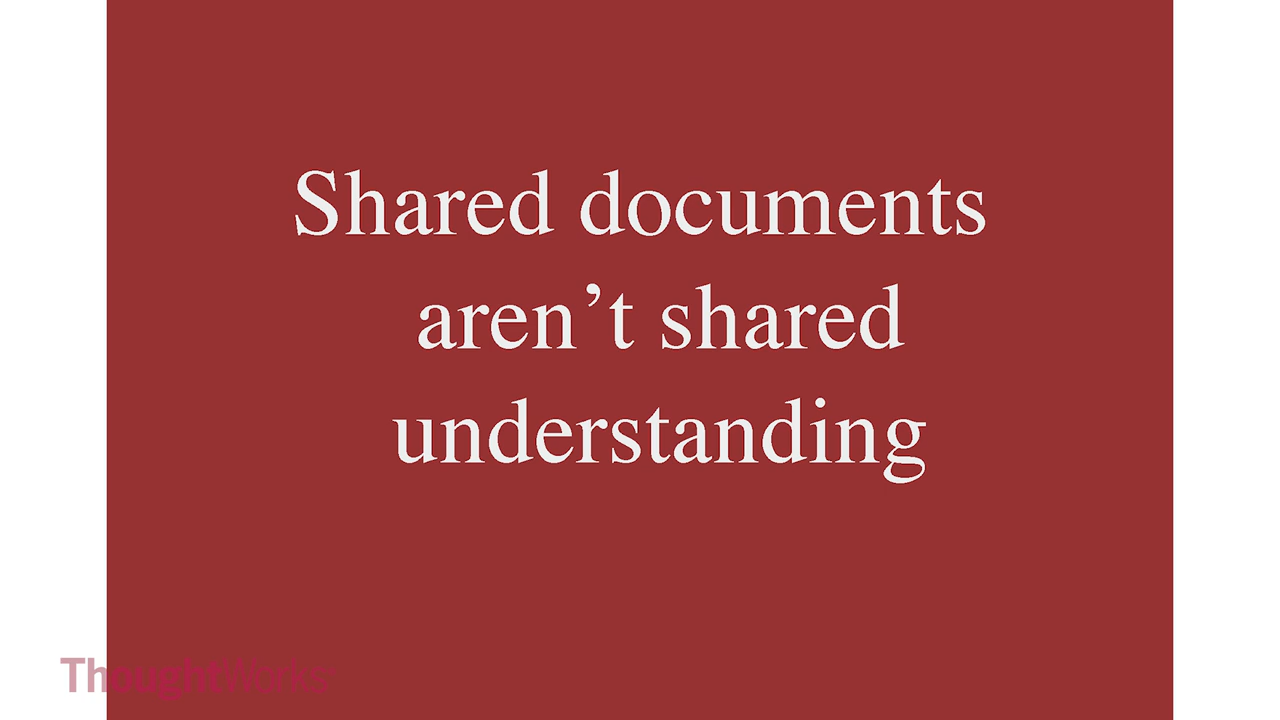 Shared documents
aren’t shared
understanding
ThoughtWorks